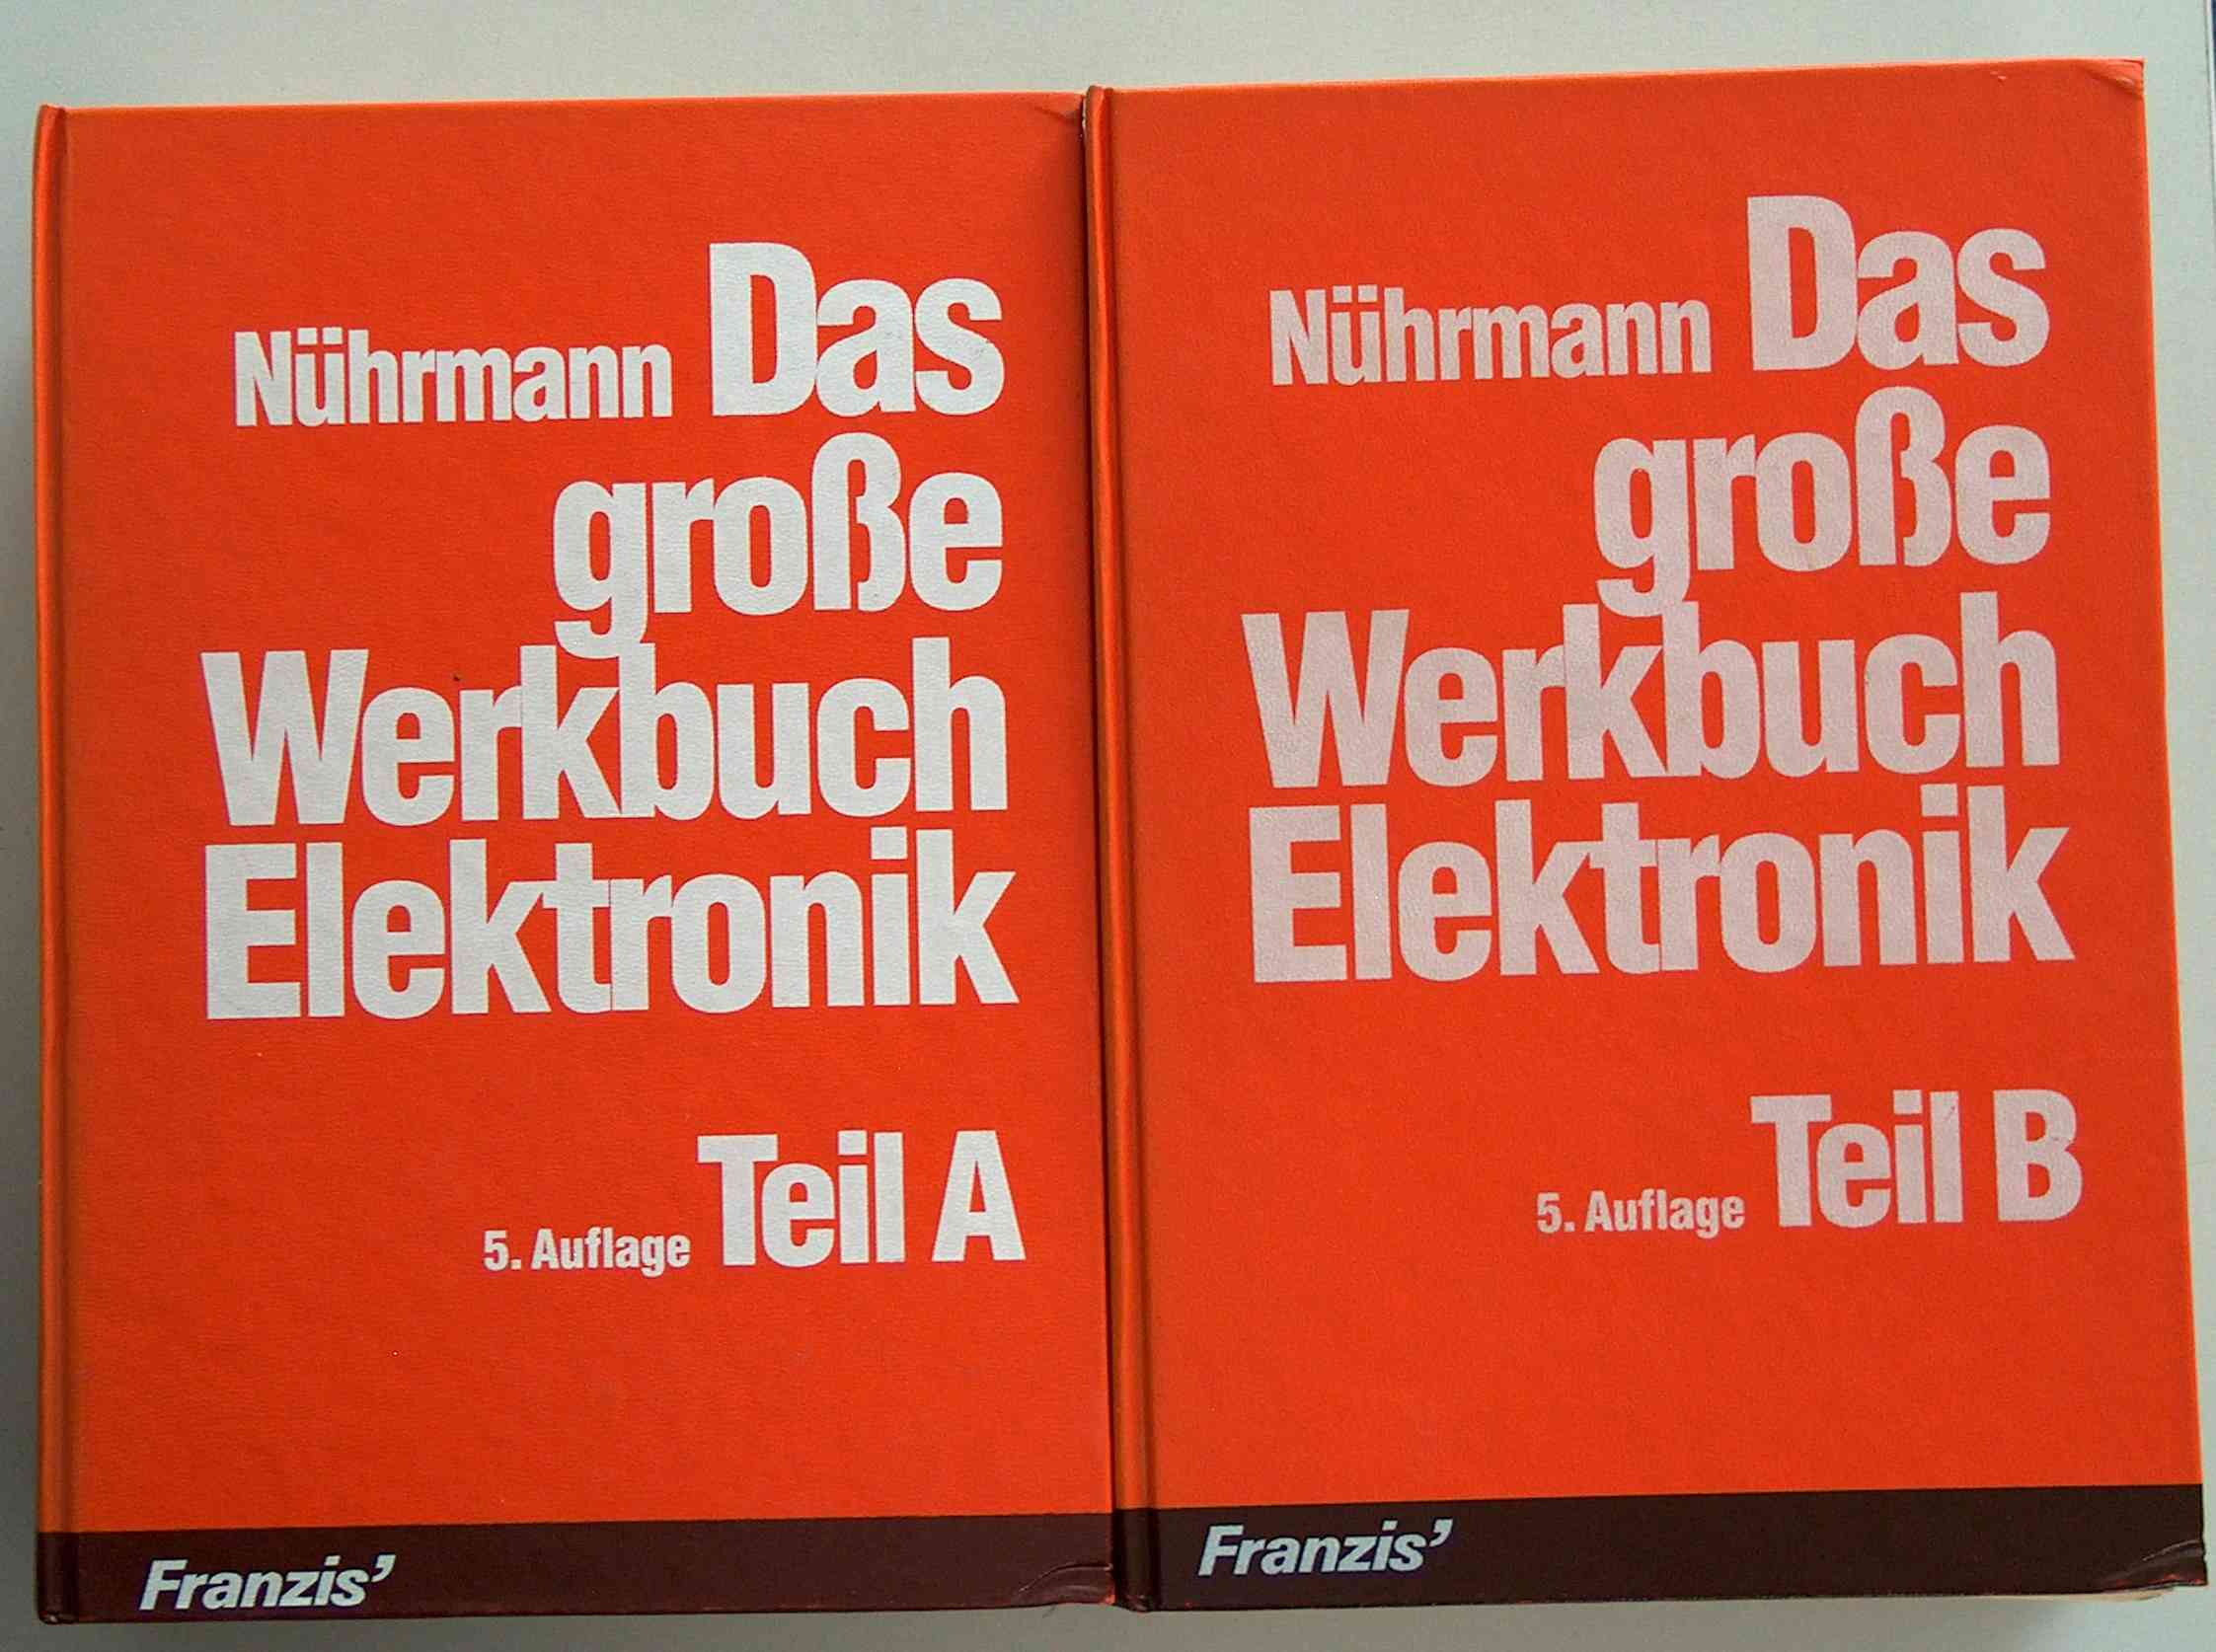 Nührmann Das
große
Werkbuch
Elektronik
5. Auflage Teil A
Franzis’
Nührmann Das
große
Werkbuch
Elektronik
5. Auflage Teil B
Franzis’